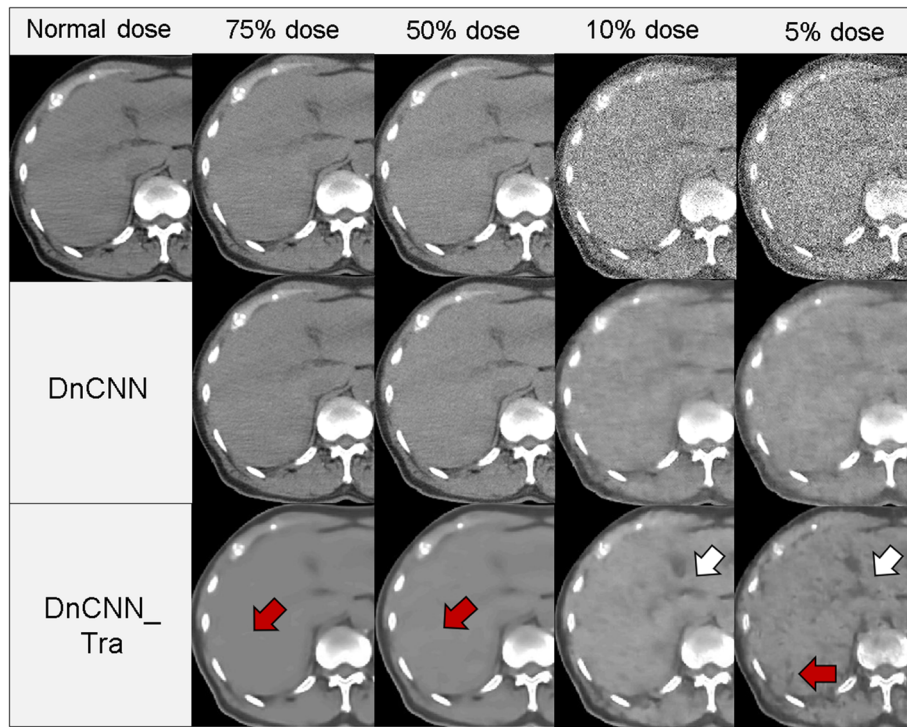 Normal dose
75% dose
50% dose
10% dose
5% dose
DnCNN
DnCNN_
Tra